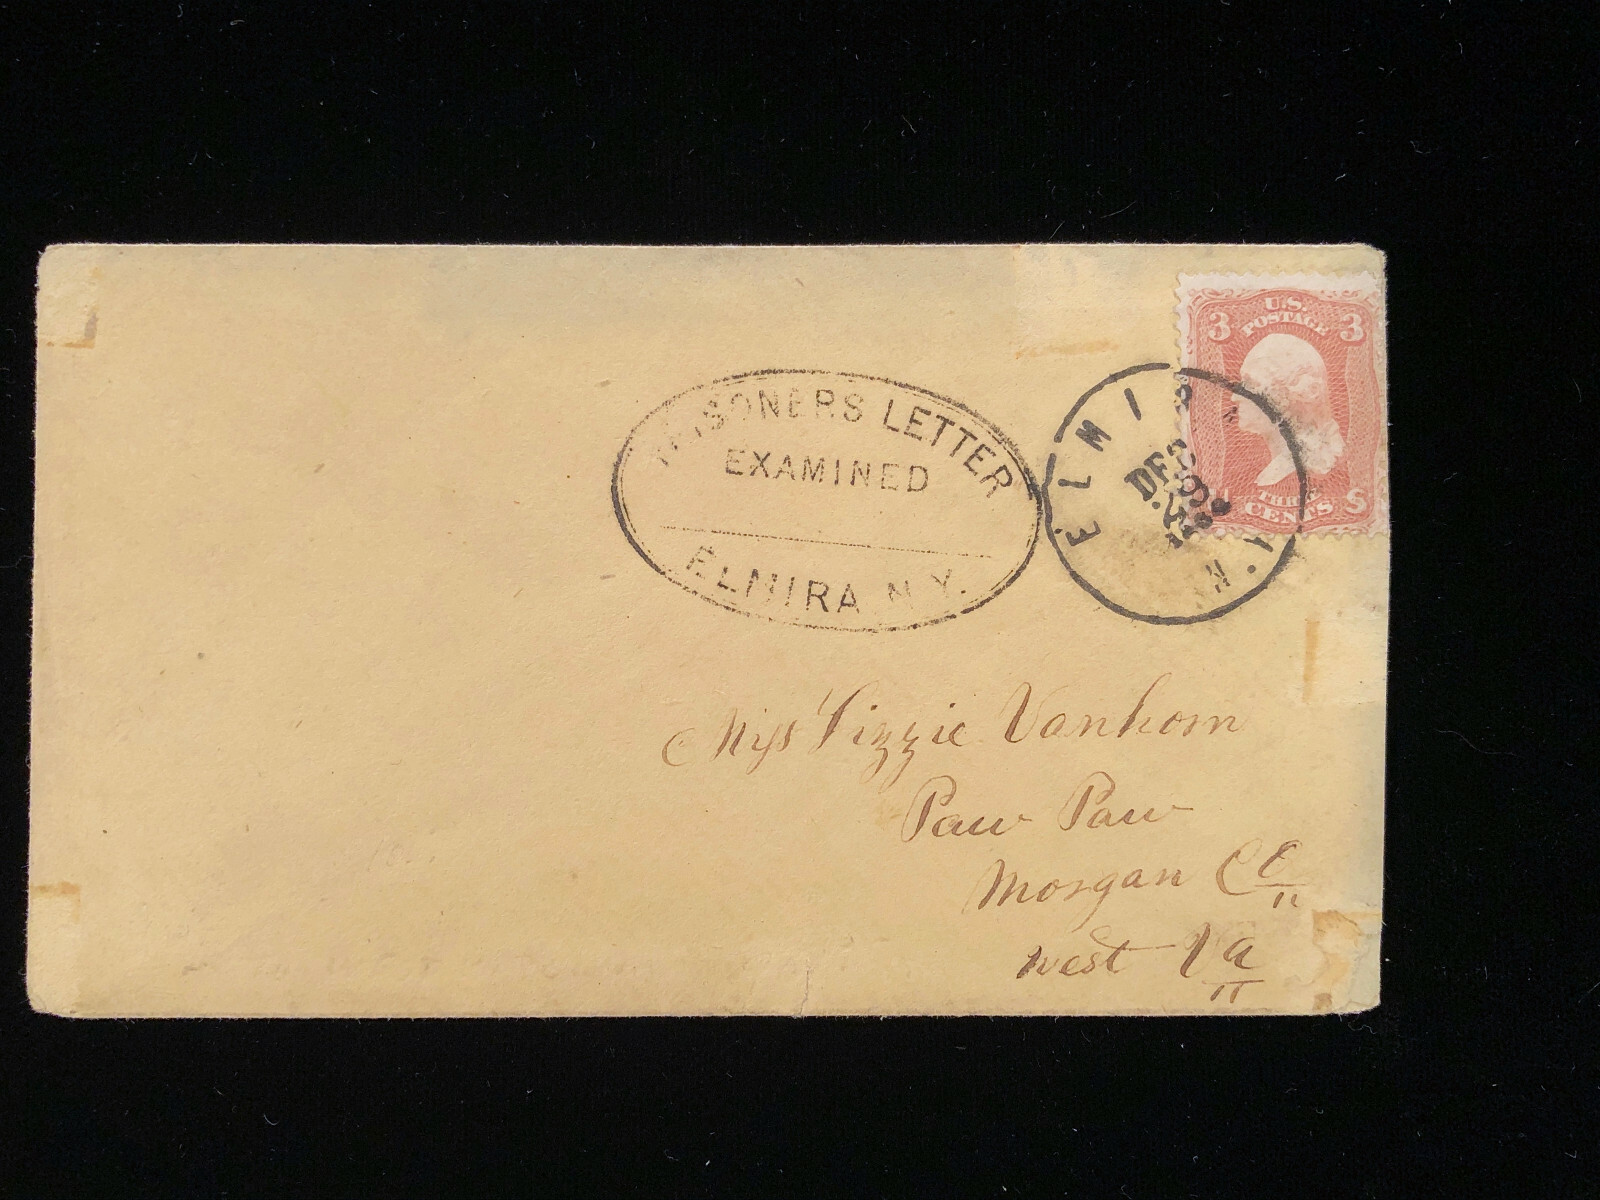 U.S.
POSTAGE
3 3
THREE
CENTS
PRISONERS LETTER
EXAMINED
ELMIRA N.Y.
ELMIRA
DEC
N.Y.
Miss Lizzie Vanhorn
Paw Paw
Morgan Co
West Va